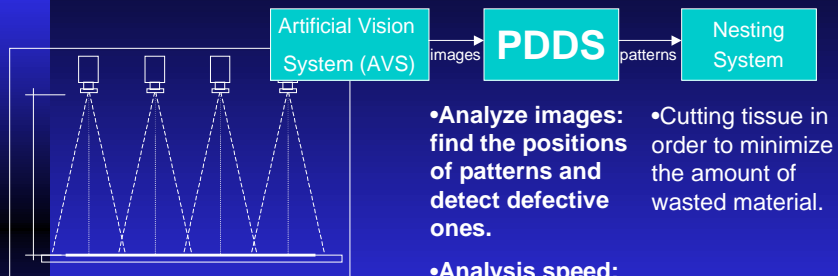 Artificial Vision
System (AVS)
images
PDDS
patterns
Nesting
System
•Analyze images:
find the positions
of patterns and
detect defective
ones.
•Analysis speed:
•Cutting tissue in
order to minimize
the amount of
wasted material.